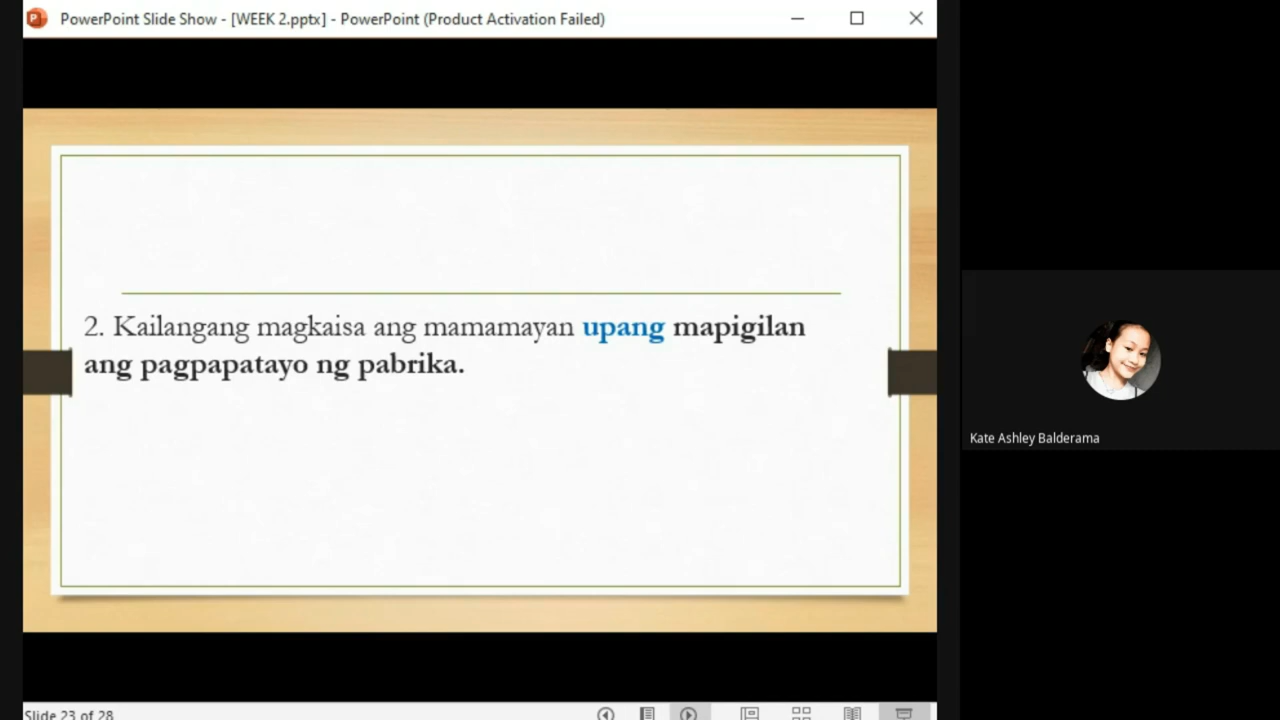 PowerPoint Slide Show - [WEEK 2.pptx] - PowerPoint (Product Activation Failed)
2. Kailangang magkaisa ang mamamayan upang mapigilan
ang pagpapatayo ng pabrika.
Kate Ashley Balderama
Slide 23 of 28